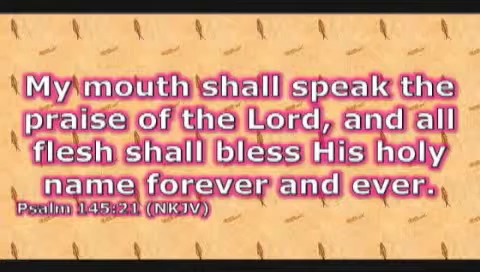 My mouth shall speak the
praise of the Lord, and all
flesh shall bless His holy
name forever and ever.
Psalm 145:21 (NKJV)